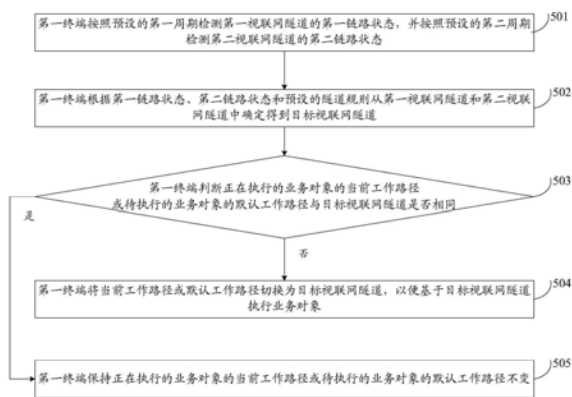 第一终端按照预设的第一周期检测第一视联网隧道的第一链路状态，并按照预设的第二周期
检测第二视联网隧道的第二链路状态
501
第一终端根据第一链路状态、第二链路状态和预设的隧道规则从第一视联网隧道和第二视联
网隧道中确定得到目标视联网隧道
502
第一终端判断正在执行的业务对象的当前工作路径
或待执行的业务对象的默认工作路径与目标视联网隧道是否相同
503
是
否
第一终端将当前工作路径或默认工作路径切换为目标视联网隧道，以便基于目标视联网隧道
执行业务对象
504
第一终端保持正在执行的业务对象的当前工作路径或待执行的业务对象的默认工作路径不变
505